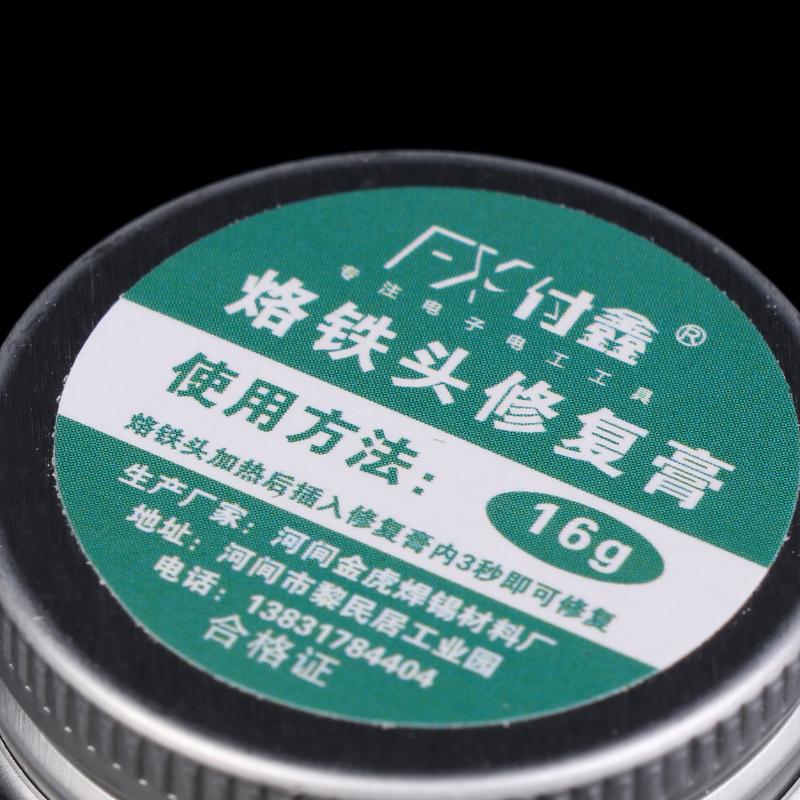 FX付鑫®
专注电子电工工具
烙铁头修复膏
使用方法：
烙铁头加热后插入修复膏内3秒即可修复
16g
生产厂家：河间金虎焊锡材料厂
地址：河间市黎民居工业园
电话：13831784404
合格证